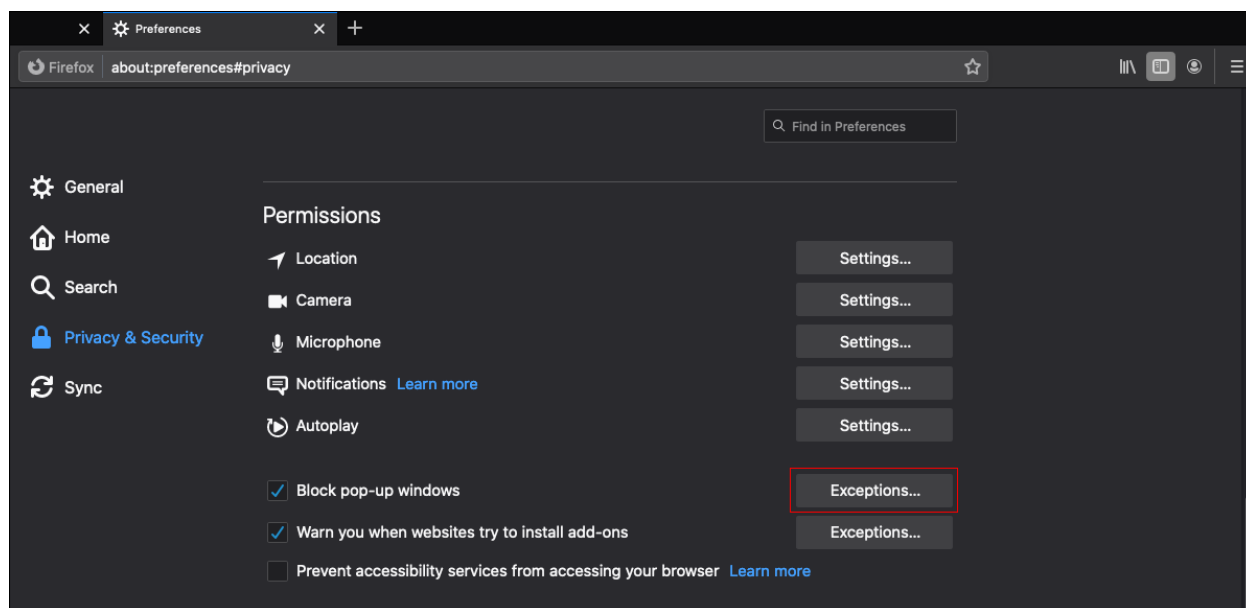 Preferences
Firefox about:preferences#privacy
Find in Preferences
General
Home
Search
Privacy & Security
Sync
Permissions
Location Settings...
Camera Settings...
Microphone Settings...
Notifications Learn more Settings...
Autoplay Settings...
Block pop-up windows Exceptions...
Warn you when websites try to install add-ons Exceptions...
Prevent accessibility services from accessing your browser Learn more